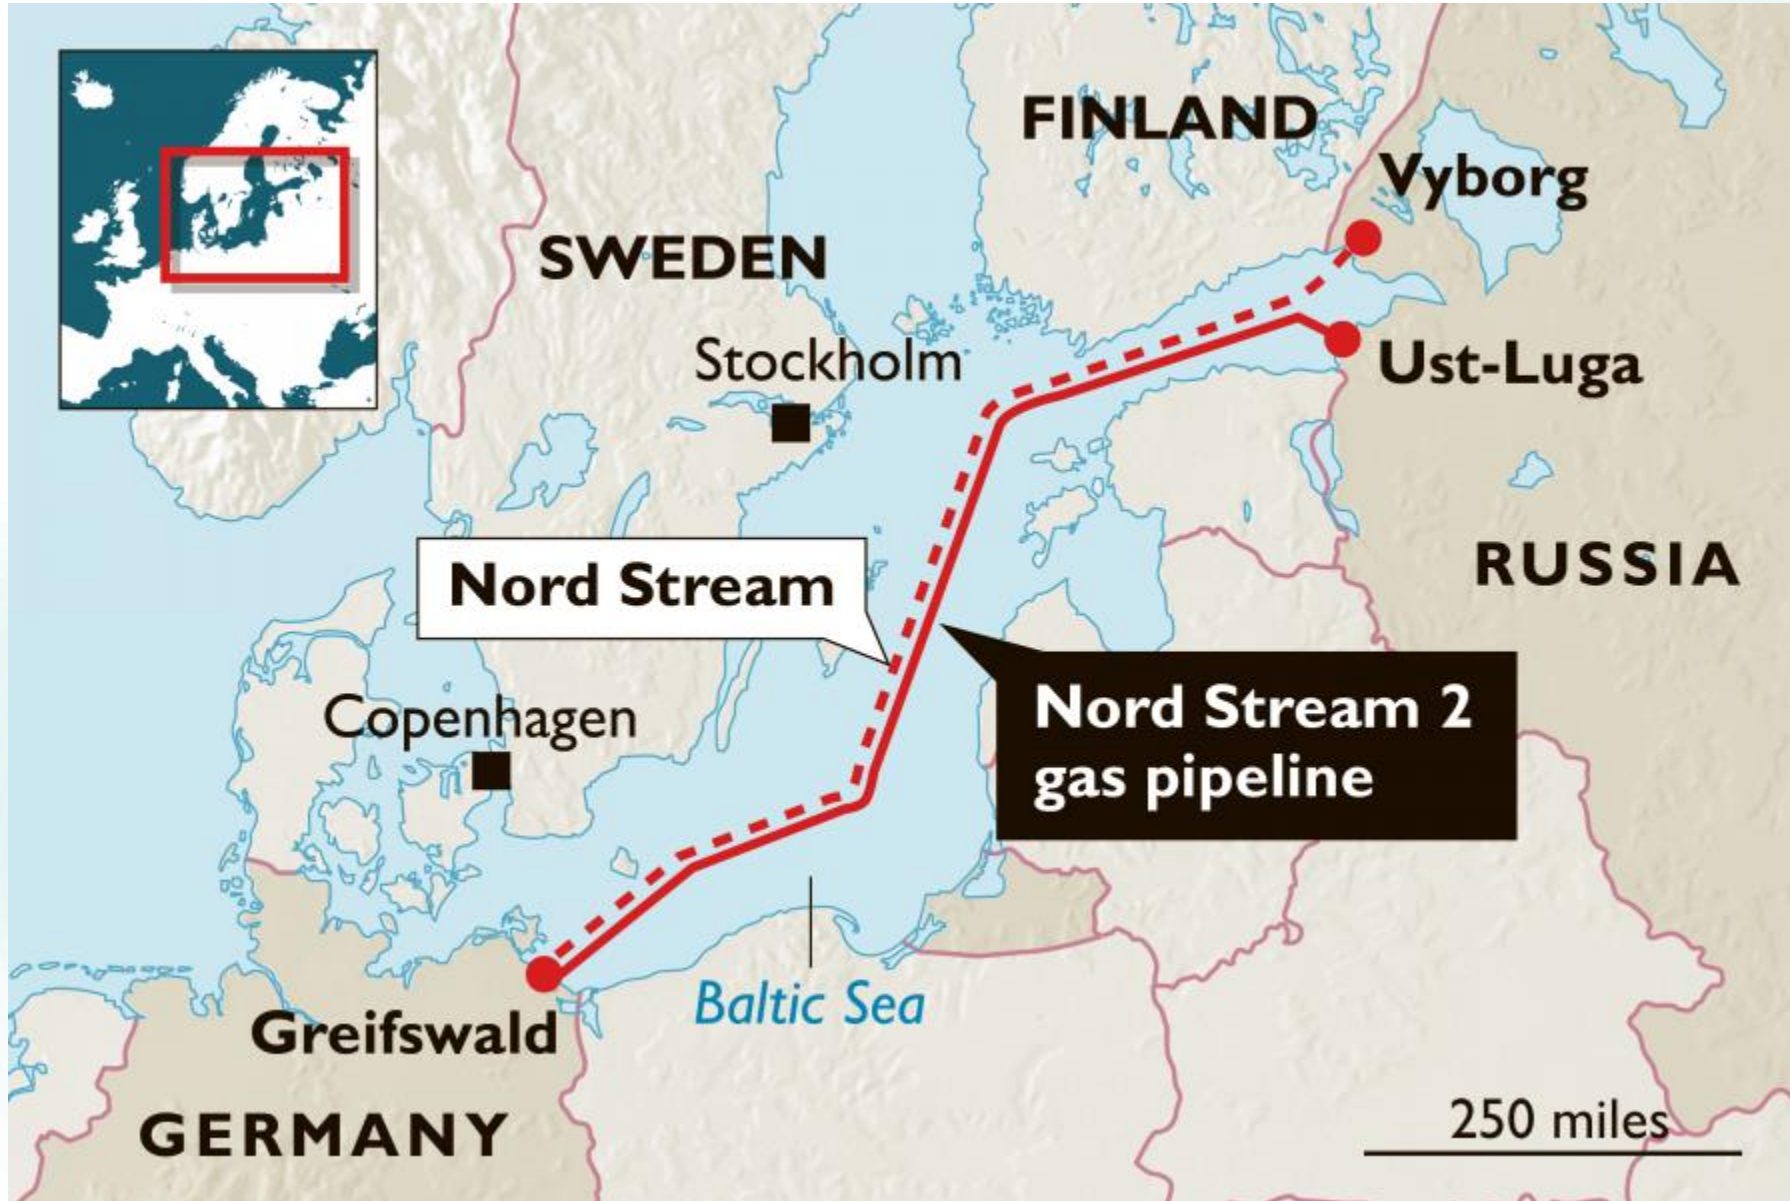 FINLAND
Vyborg
SWEDEN
Stockholm
Ust-Luga
Nord Stream
RUSSIA
Nord Stream 2
gas pipeline
Copenhagen
Baltic Sea
Greifswald
GERMANY
250 miles